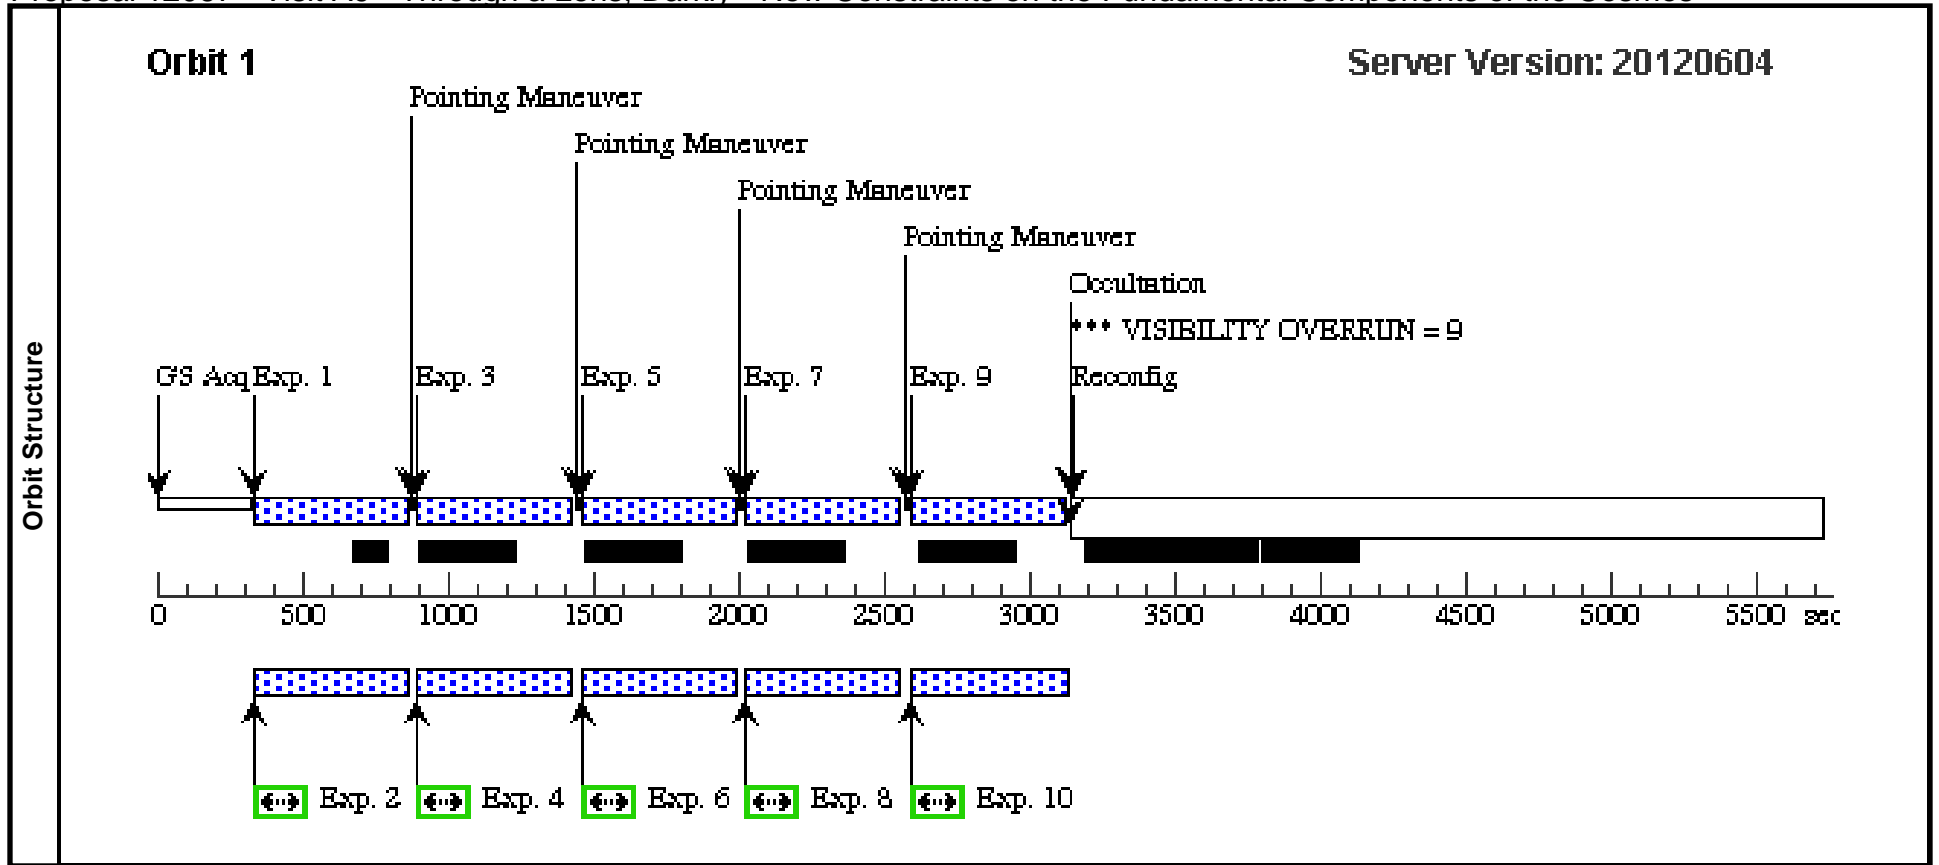 Orbit Structure
Orbit 1
Server Version: 20120604
Pointing Maneuver
Pointing Maneuver
Pointing Maneuver
Pointing Maneuver
Occultation
*** VISIBILITY OVERRUN = 9
GS Acq Exp. 1 Exp. 3 Exp. 5 Exp. 7 Exp. 9 Reconfig
0 500 1000 1500 2000 2500 3000 3500 4000 4500 5000 5500 sec
Exp. 2 Exp. 4 Exp. 6 Exp. 8 Exp. 10